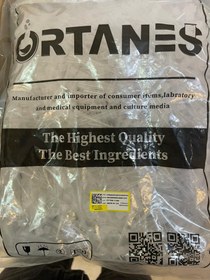 ORTANES
Manufacturer and importer of consumer items,labratory
and medical equipment and culture media
The Highest Quality
The Best Ingredients